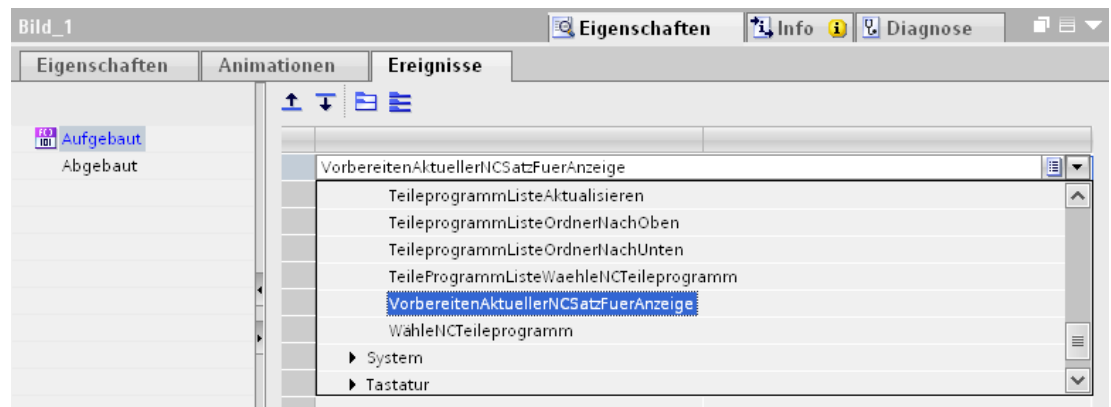 Bild_1 Eigenschaften Info Diagnose
Eigenschaften Animationen Ereignisse
Aufgebaut
Abgebaut
VorbereitenAktuellerNCSatzFuerAnzeige
TeileprogrammListeAktualisieren
TeileprogrammListeOrdnerNachOben
TeileprogrammListeOrdnerNachUnten
TeileProgrammListeWaehleNCTeileprogramm
VorbereitenAktuellerNCSatzFuerAnzeige
WähleNCTeileprogramm
System
Tastatur